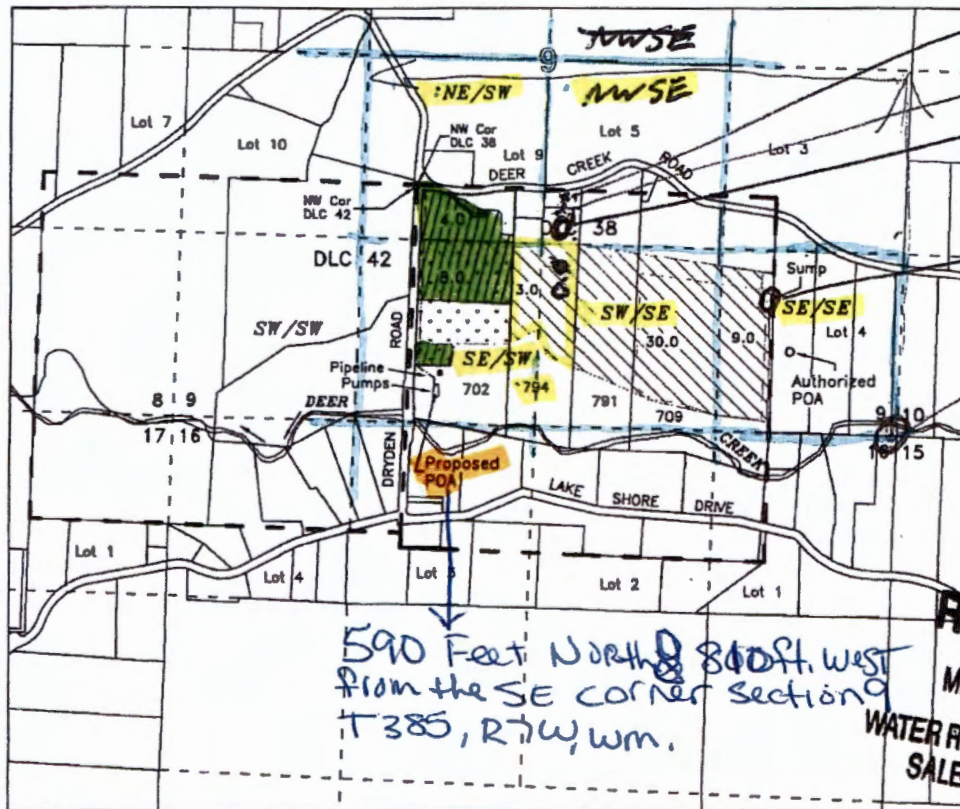 NWSE
9
NE/SW
NWSE
Lot 7
NW Cor
DLC 38
Lot 5
Lot 10
Lot 9
Lot 3
DEER CREEK ROAD
NW Cor
DLC 42
4.0
38
DLC 42
8.0
3.0
Sump
SW/SE
SE/SE
SW/SW
ROAD
30.0
9.0
Lot 4
SE/SW
Pipeline
Pumps
702
794
791
709
Authorized
POA
8 9
17 16
DEER
CREEK
9 10
16 15
DRYDEN
Proposed
POA
LAKE SHORE DRIVE
Lot 1
Lot 4
Lot 3
Lot 2
Lot 1
590 Feet North & 800 ft. west
from the SE corner section 9
T38S, R7W, wm.
R
M
WATER R
SALE